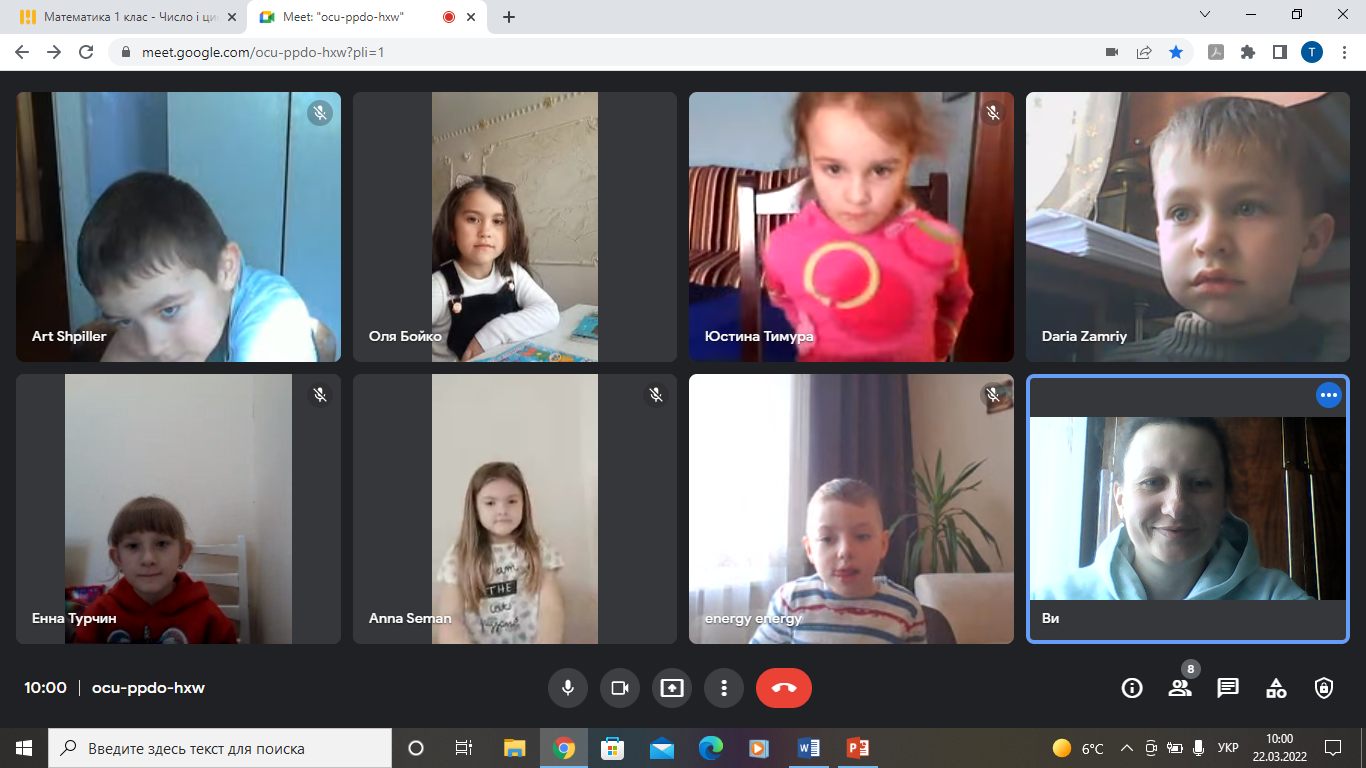 Математика 1 клас - Число і ци
Meet: "ocu-ppdo-hxw"
meet.google.com/ocu-ppdo-hxw?pli=1
T
Art Shpiller
Оля Бойко
Юстина Тимура
Daria Zamriy
THE
Енна Турчин
Anna Seman
energy energy
Ви
10:00 | ocu-ppdo-hxw
8
Введите здесь текст для поиска
6°C
УКР
10:00
22.03.2022